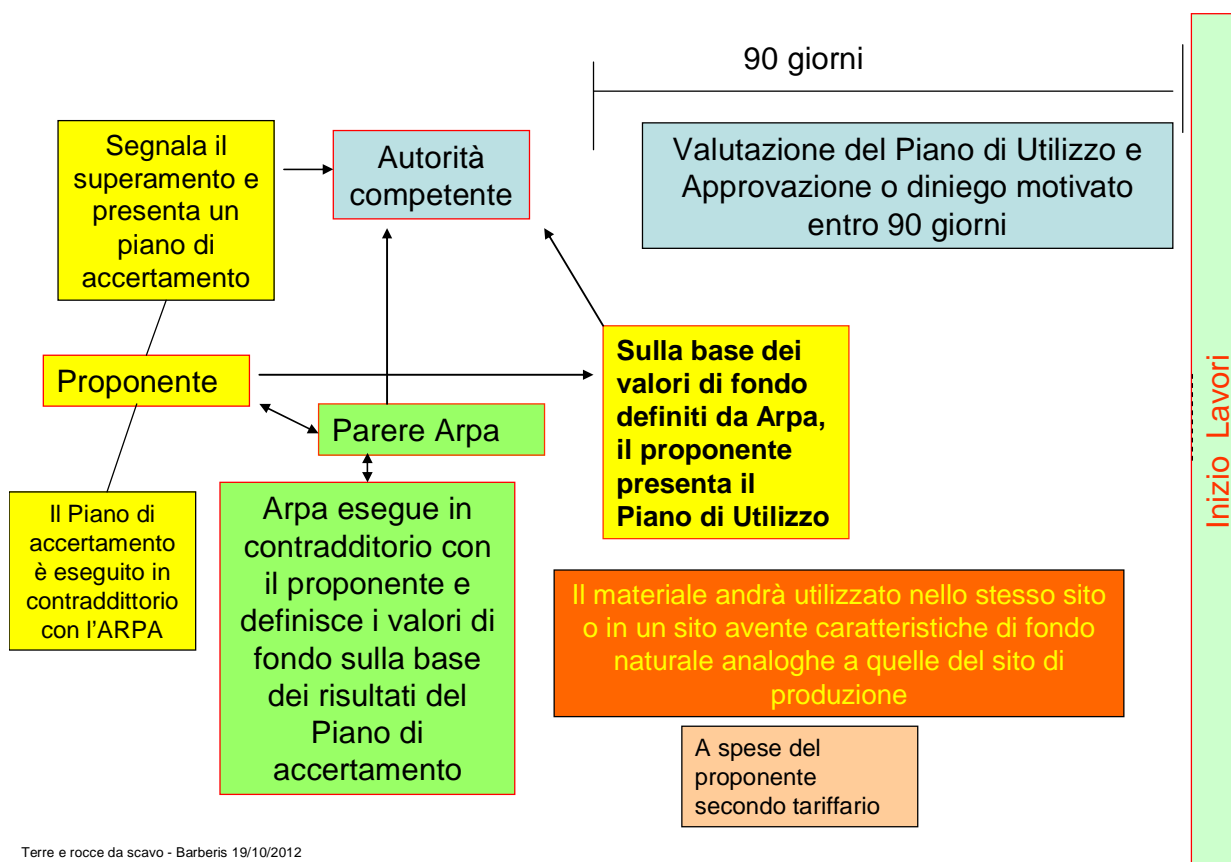 90 giorni
Segnala il
superamento e
presenta un
piano di
accertamento
Autorità
competente
Valutazione del Piano di Utilizzo e
Approvazione o diniego motivato
entro 90 giorni
Proponente
Parere Arpa
Sulla base dei
valori di fondo
definiti da Arpa,
il proponente
presenta il
Piano di Utilizzo
Il Piano di
accertamento
è eseguito in
contraddittorio
con l'ARPA
Arpa esegue in
contradditorio con
il proponente e
definisce i valori di
fondo sulla base
dei risultati del
Piano di
accertamento
Il materiale andrà utilizzato nello stesso sito
o in un sito avente caratteristiche di fondo
naturale analoghe a quelle del sito di
produzione
A spese del
proponente
secondo tariffario
Inizio Lavori
Terre e rocce da scavo - Barberis 19/10/2012